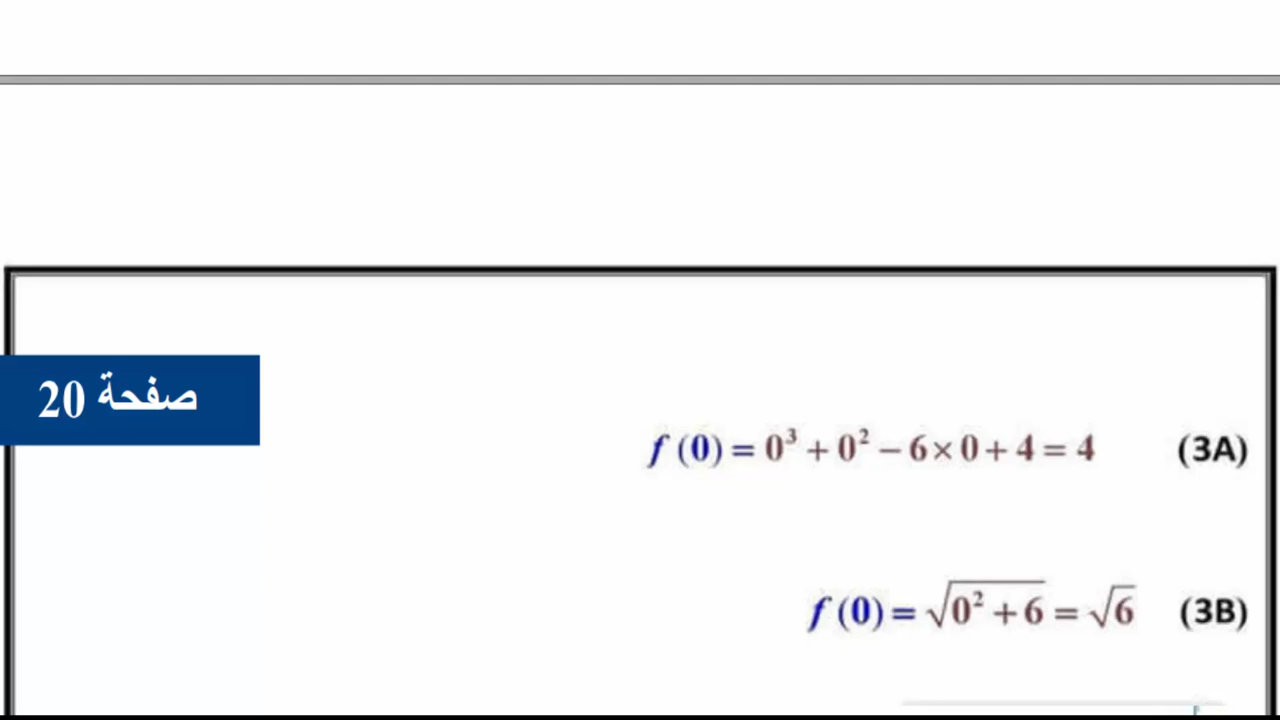 صفحة 20
(3A) f (0) = 0³ + 0² − 6 × 0 + 4 = 4
(3B) f (0) = √(0² + 6) = √6